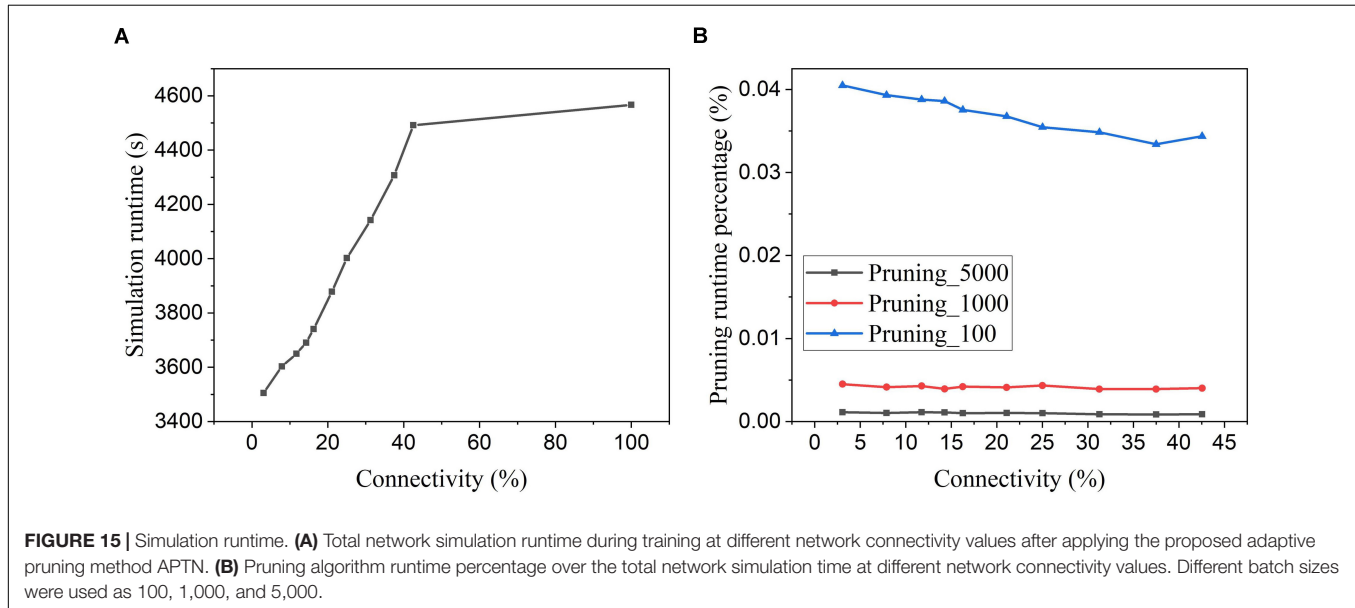 A
Simulation runtime (s)
4600
4400
4200
4000
3800
3600
3400
0 20 40 60 80 100
Connectivity (%)
B
Pruning runtime percentage (%)
0.04
0.03
0.02
0.01
0.00
Pruning_5000
Pruning_1000
Pruning_100
0 5 10 15 20 25 30 35 40 45
Connectivity (%)
FIGURE 15 | Simulation runtime. (A) Total network simulation runtime during training at different network connectivity values after applying the proposed adaptive
pruning method APTN. (B) Pruning algorithm runtime percentage over the total network simulation time at different network connectivity values. Different batch sizes
were used as 100, 1,000, and 5,000.